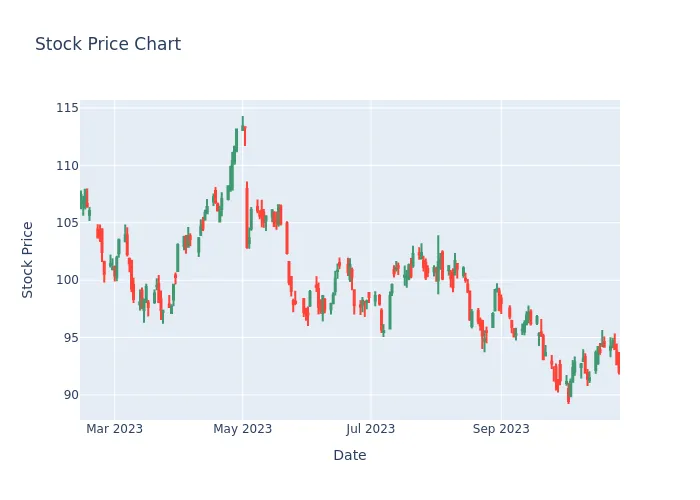 Stock Price Chart
Stock Price
115
110
105
100
95
90
Mar 2023
May 2023
Jul 2023
Sep 2023
Date